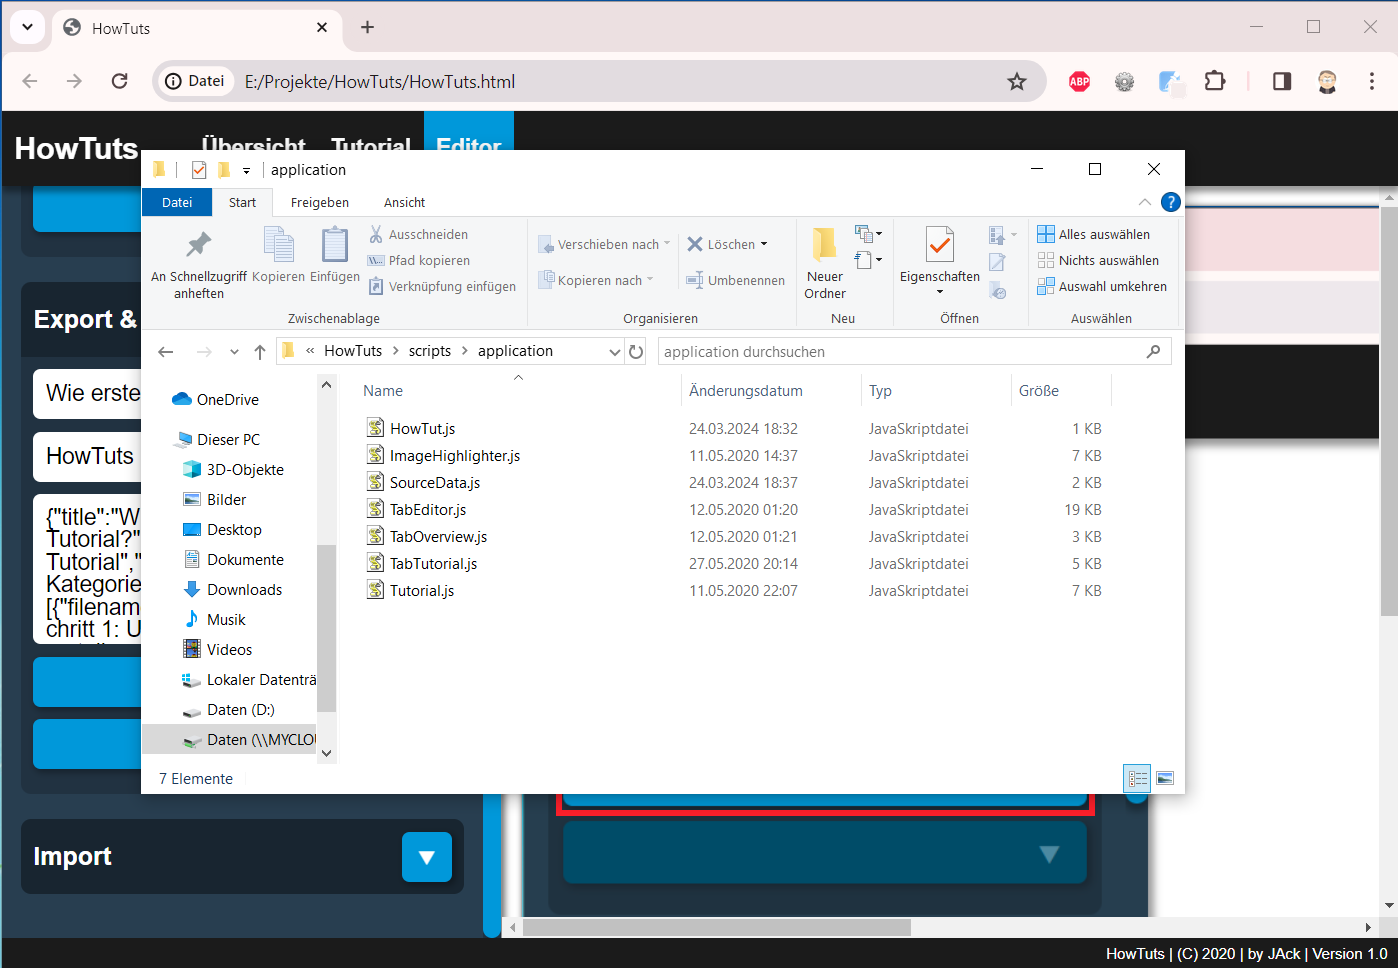 HowTuts
Datei
E:/Projekte/HowTuts/HowTuts.html
ABP
HowTuts
Übersicht
Tutorial
Editor
application
Datei
Start
Freigeben
Ansicht
?
An Schnellzugriff
anheften
Kopieren
Einfügen
Ausschneiden
Pfad kopieren
Verknüpfung einfügen
Zwischenablage
Verschieben nach
Kopieren nach
Löschen
Umbenennen
Organisieren
Neuer
Ordner
Neu
Eigenschaften
Öffnen
Alles auswählen
Nichts auswählen
Auswahl umkehren
Auswählen
« HowTuts > scripts > application
application durchsuchen
OneDrive
Dieser PC
3D-Objekte
Bilder
Desktop
Dokumente
Downloads
Musik
Videos
Lokaler Datenträ
Daten (D:)
Daten (\\MYCLOU
Name Änderungsdatum Typ Größe
HowTut.js 24.03.2024 18:32 JavaSkriptdatei 1 KB
ImageHighlighter.js 11.05.2020 14:37 JavaSkriptdatei 7 KB
SourceData.js 24.03.2024 18:37 JavaSkriptdatei 2 KB
TabEditor.js 12.05.2020 01:20 JavaSkriptdatei 19 KB
TabOverview.js 12.05.2020 01:21 JavaSkriptdatei 3 KB
TabTutorial.js 27.05.2020 20:14 JavaSkriptdatei 5 KB
Tutorial.js 11.05.2020 22:07 JavaSkriptdatei 7 KB
7 Elemente
Export &
Wie erste
HowTuts
{"title":"W
Tutorial?"
Tutorial","
Kategorie
[{"filenam
chritt 1: U
Import
HowTuts | (C) 2020 | by JAck | Version 1.0